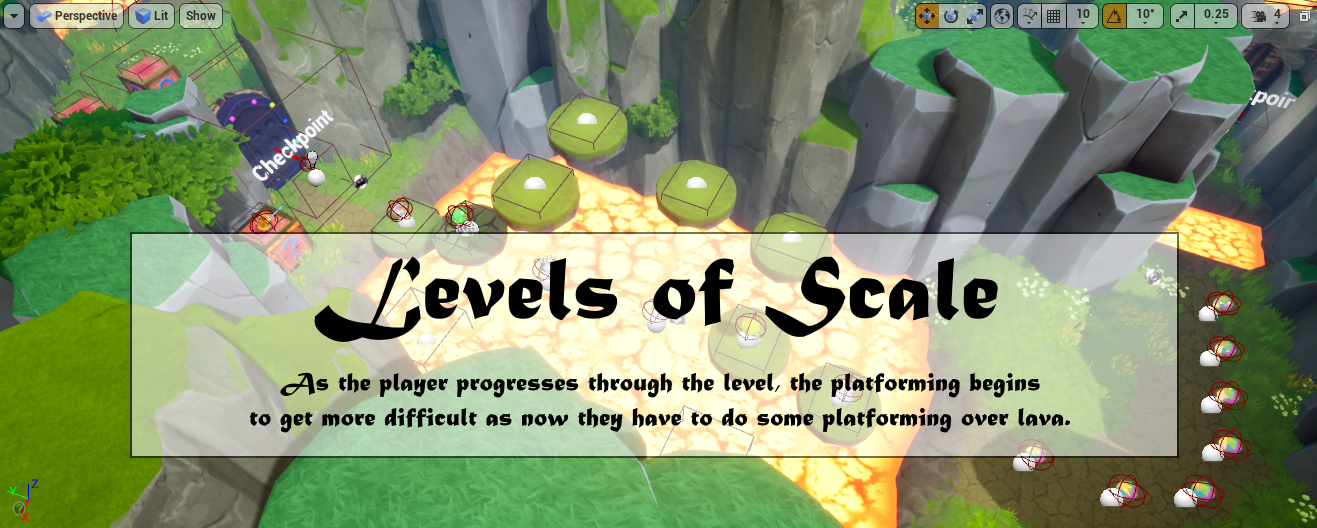 Perspective Lit Show 10 10° 0.25 4
Checkpoint
Levels of Scale
As the player progresses through the level, the platforming begins
to get more difficult as now they have to do some platforming over lava.
Z
Y
X